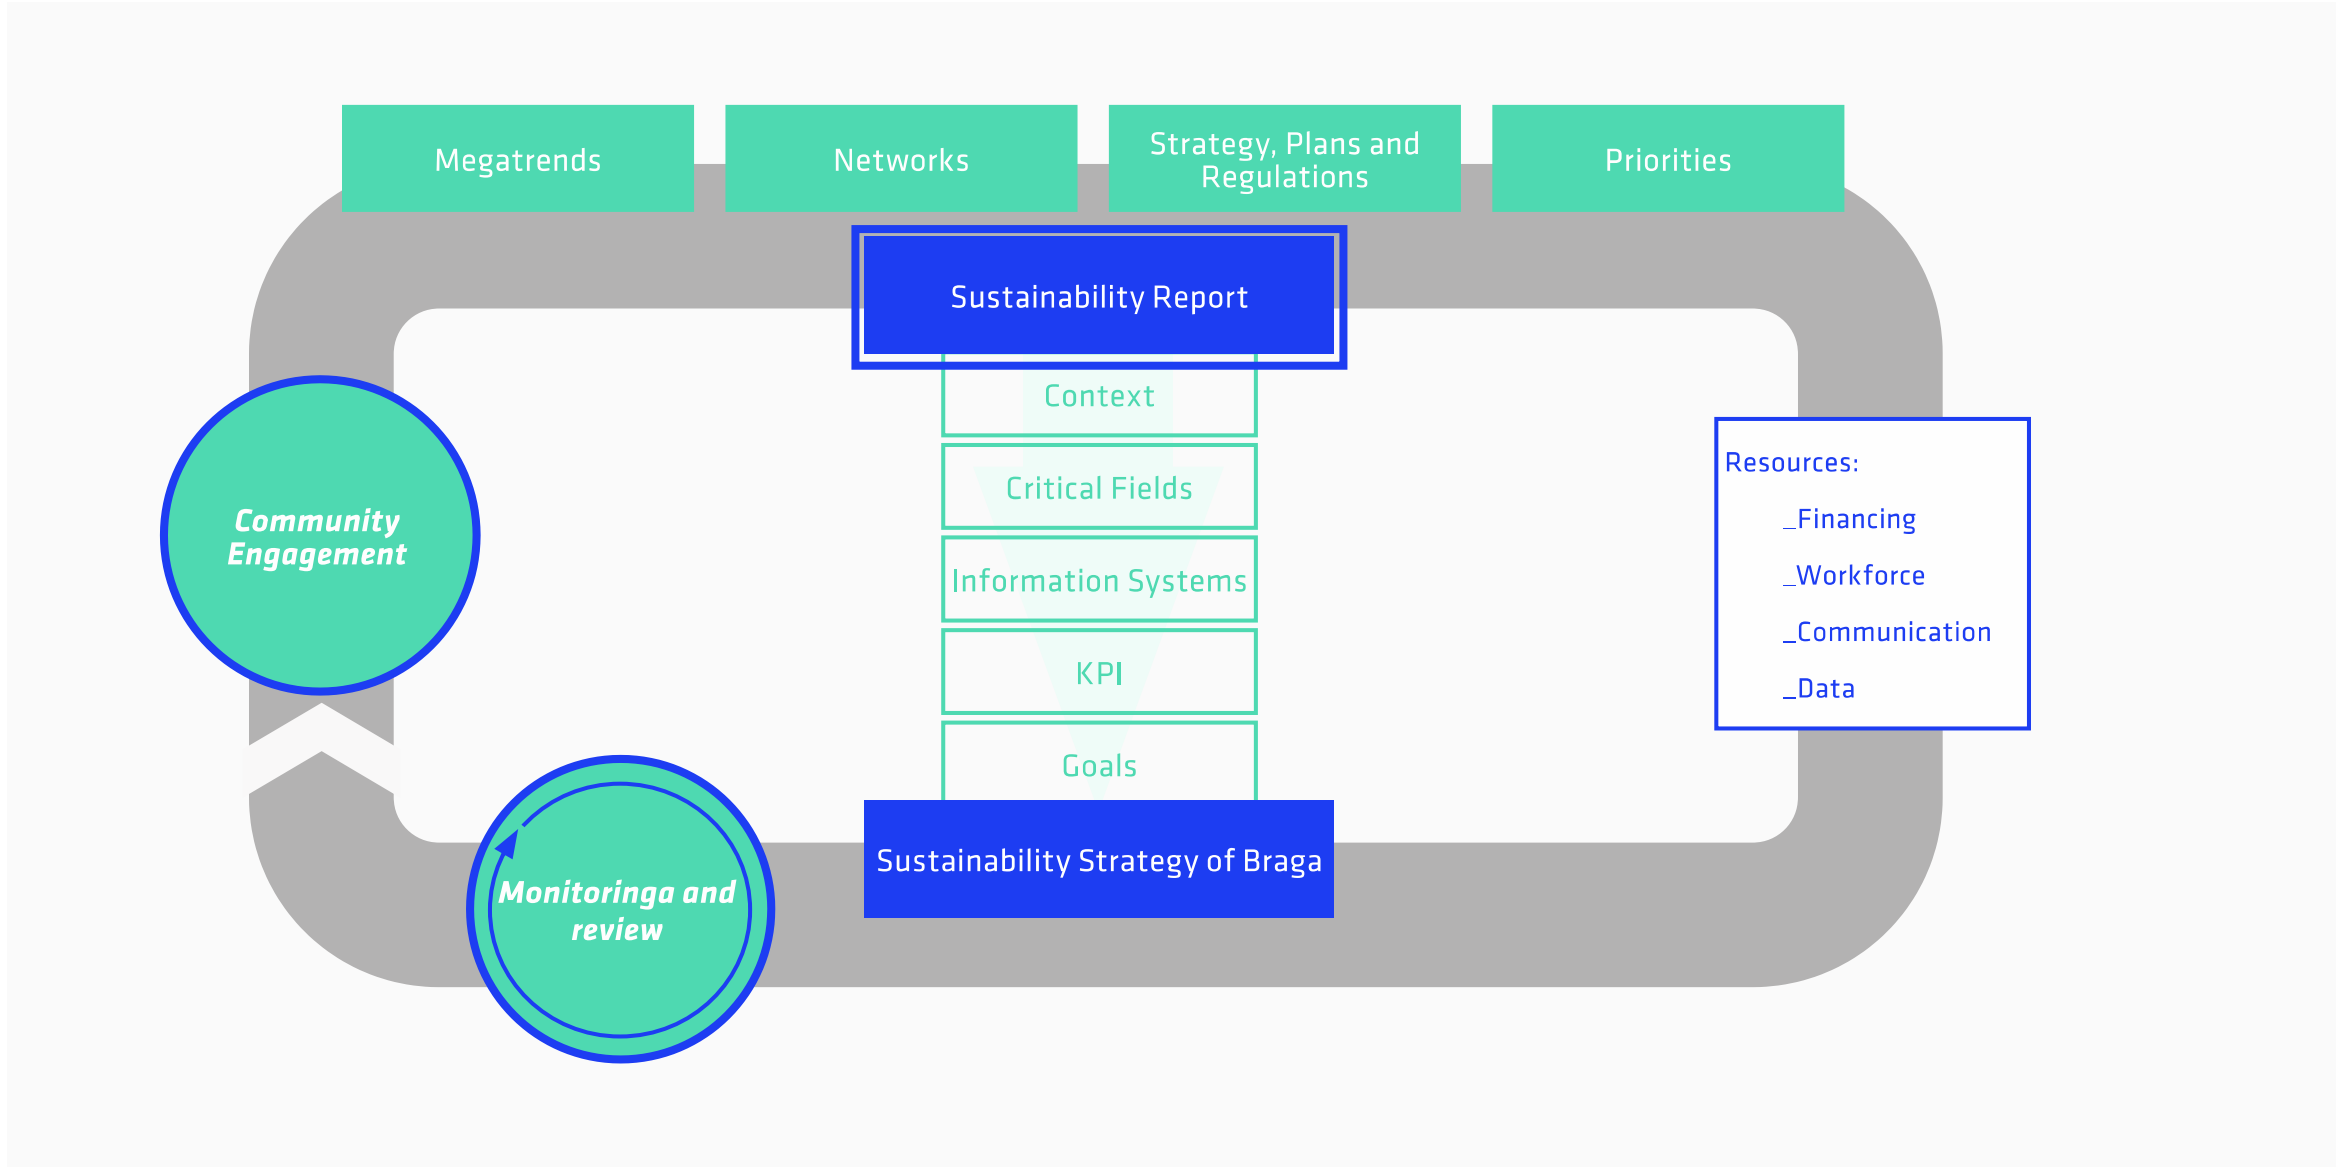 Megatrends
Networks
Strategy, Plans and
Regulations
Priorities
Sustainability Report
Context
Critical Fields
Information Systems
KPI
Goals
Sustainability Strategy of Braga
Community
Engagement
Monitoringa and
review
Resources:
_Financing
_Workforce
_Communication
_Data